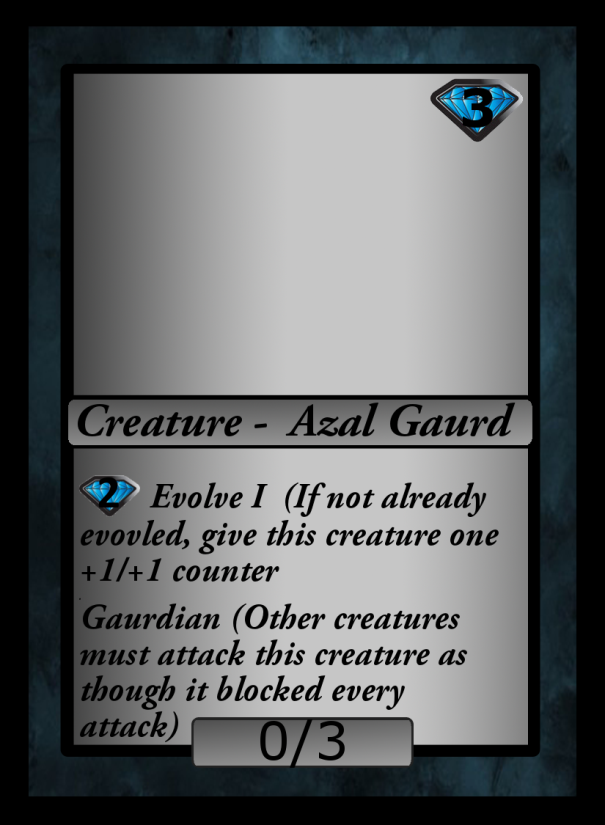 3
Creature - Azal Gaurd
2 Evolve I (If not already
evovled, give this creature one
+1/+1 counter
Gaurdian (Other creatures
must attack this creature as
though it blocked every
attack)
0/3